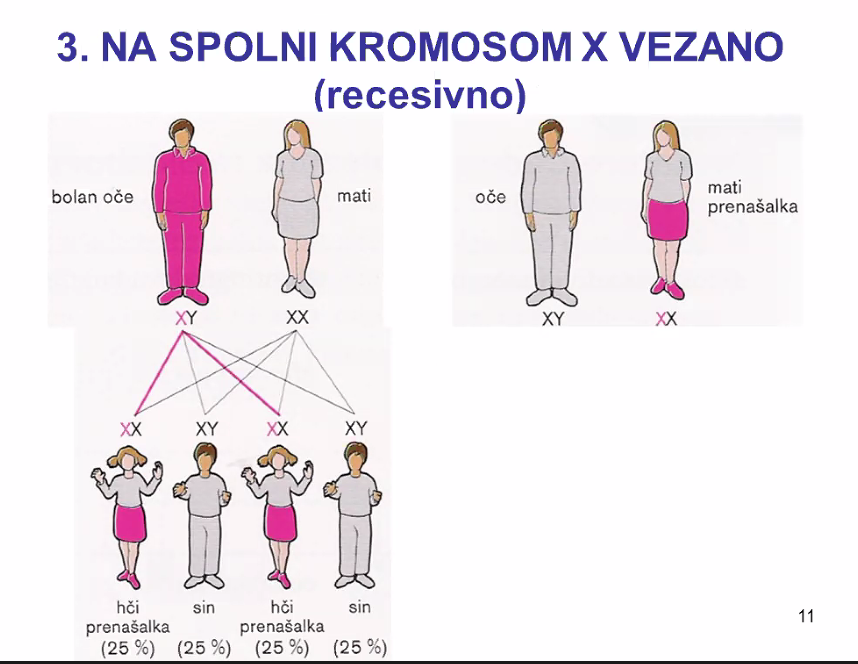 3. NA SPOLNI KROMOSOM X VEZANO
(recesivno)
bolan oče
mati
XY
XX
XX
XY
XX
XY
hči
prenašalka
(25 %)
sin
(25 %)
hči
prenašalka
(25 %)
sin
(25 %)
oče
mati
prenašalka
XY
XX
11